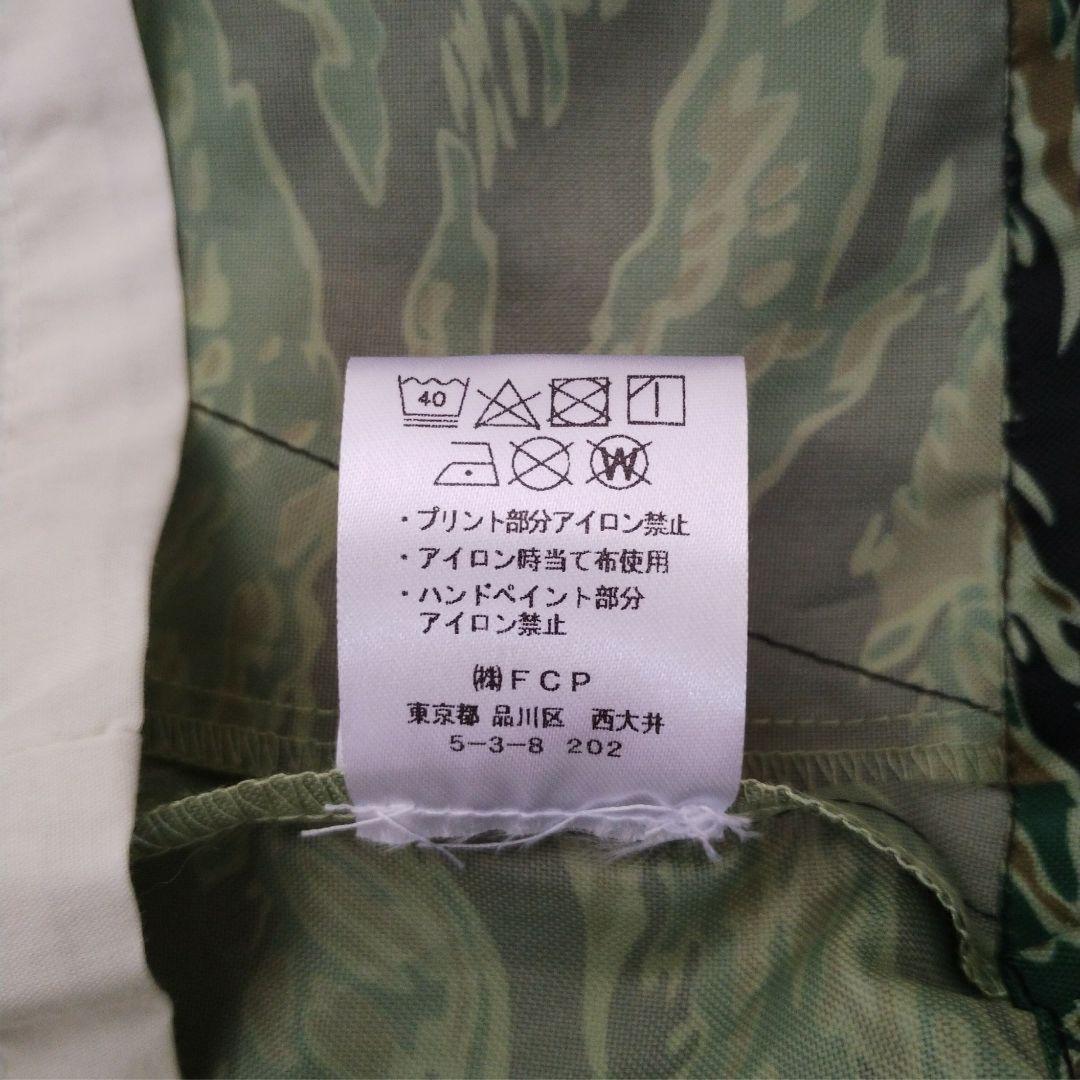 40
W
・プリント部分アイロン禁止
・アイロン時当て布使用
・ハンドペイント部分
アイロン禁止
㈱FCP
東京都 品川区 西大井
5-3-8 202